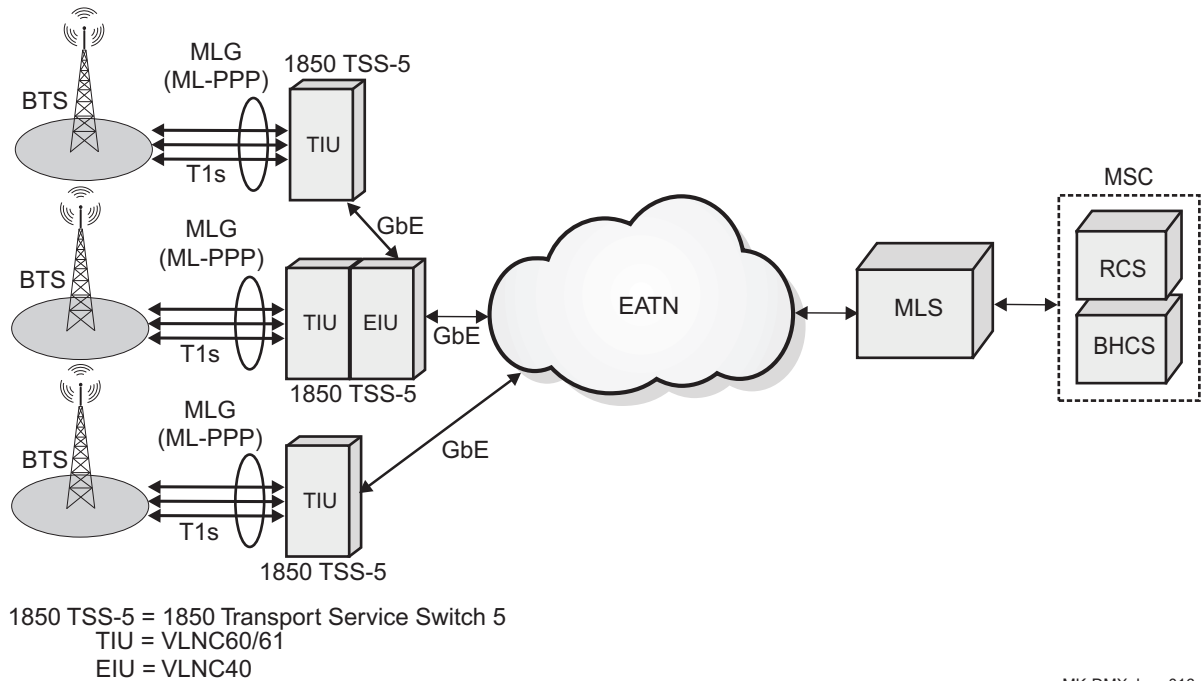 MLG
(ML-PPP)
1850 TSS-5
BTS
TIU
T1s
GbE
MSC
MLG
(ML-PPP)
BTS
TIU
EIU
T1s
GbE
1850 TSS-5
EATN
MLS
RCS
BHCS
MLG
(ML-PPP)
BTS
TIU
T1s
GbE
1850 TSS-5
1850 TSS-5 = 1850 Transport Service Switch 5
TIU = VLNC60/61
EIU = VLNC40